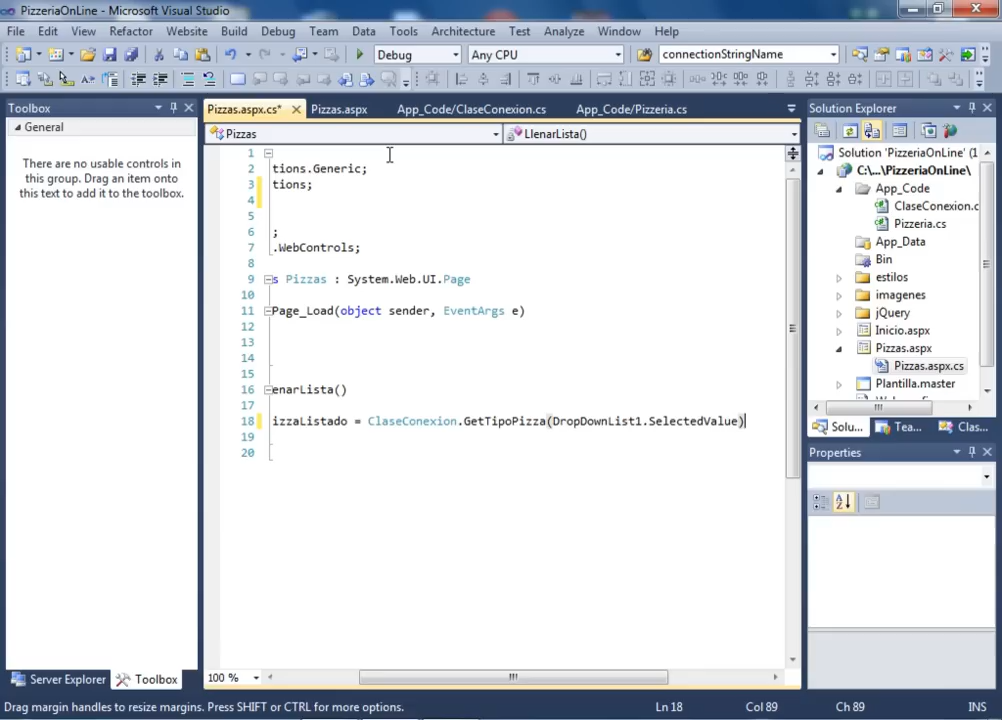 PizzeriaOnLine - Microsoft Visual Studio
File Edit View Refactor Website Build Debug Team Data Tools Architecture Test Analyze Window Help
Debug Any CPU connectionStringName
Toolbox
General
There are no usable controls in
this group. Drag an item onto
this text to add it to the toolbox.
Server Explorer Toolbox
Pizzas.aspx.cs* Pizzas.aspx App_Code/ClaseConexion.cs App_Code/Pizzeria.cs
Pizzas LlenarLista()
1
2 tions.Generic;
3 tions;
4
5
6 ;
7 .WebControls;
8
9 s Pizzas : System.Web.UI.Page
10
11 Page_Load(object sender, EventArgs e)
12
13
14
15
16 enarLista()
17
18 izzaListado = ClaseConexion.GetTipoPizza(DropDownList1.SelectedValue)
19
20
100 %
Solution Explorer
Solution 'PizzeriaOnLine' (1
C:\...\PizzeriaOnLine\
App_Code
ClaseConexion.c
Pizzeria.cs
App_Data
Bin
estilos
imagenes
jQuery
Inicio.aspx
Pizzas.aspx
Pizzas.aspx.cs
Plantilla.master
Solu... Tea... Clas...
Properties
Drag margin handles to resize margins. Press SHIFT or CTRL for more options. Ln 18 Col 89 Ch 89 INS